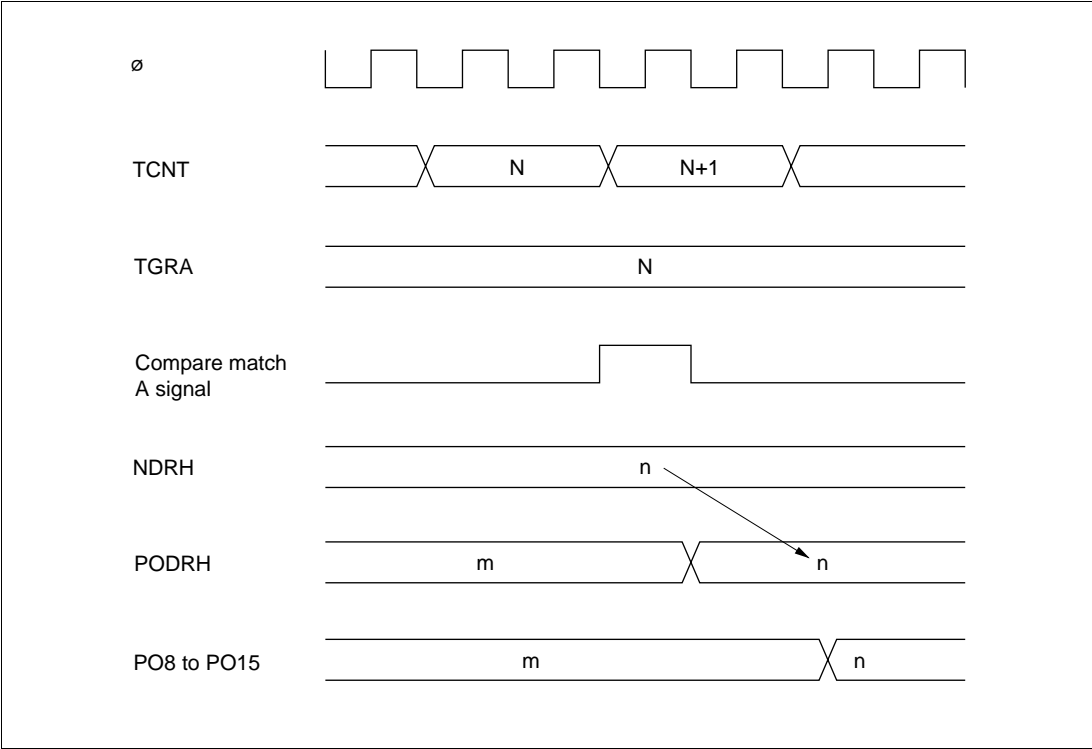 ø
TCNT
N
N+1
TGRA
N
Compare match
A signal
NDRH
n
PODRH
m
n
PO8 to PO15
m
n